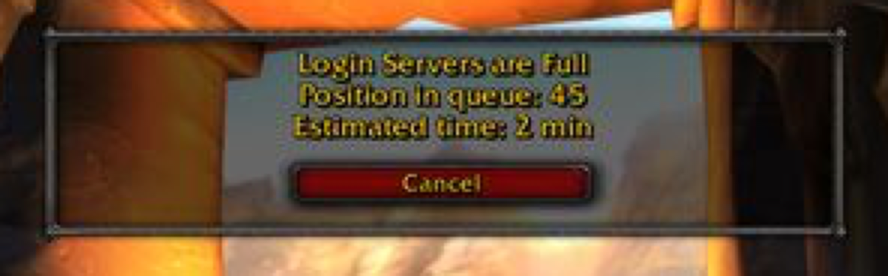 Login Servers are Full
Position in queue: 45
Estimated time: 2 min
Cancel